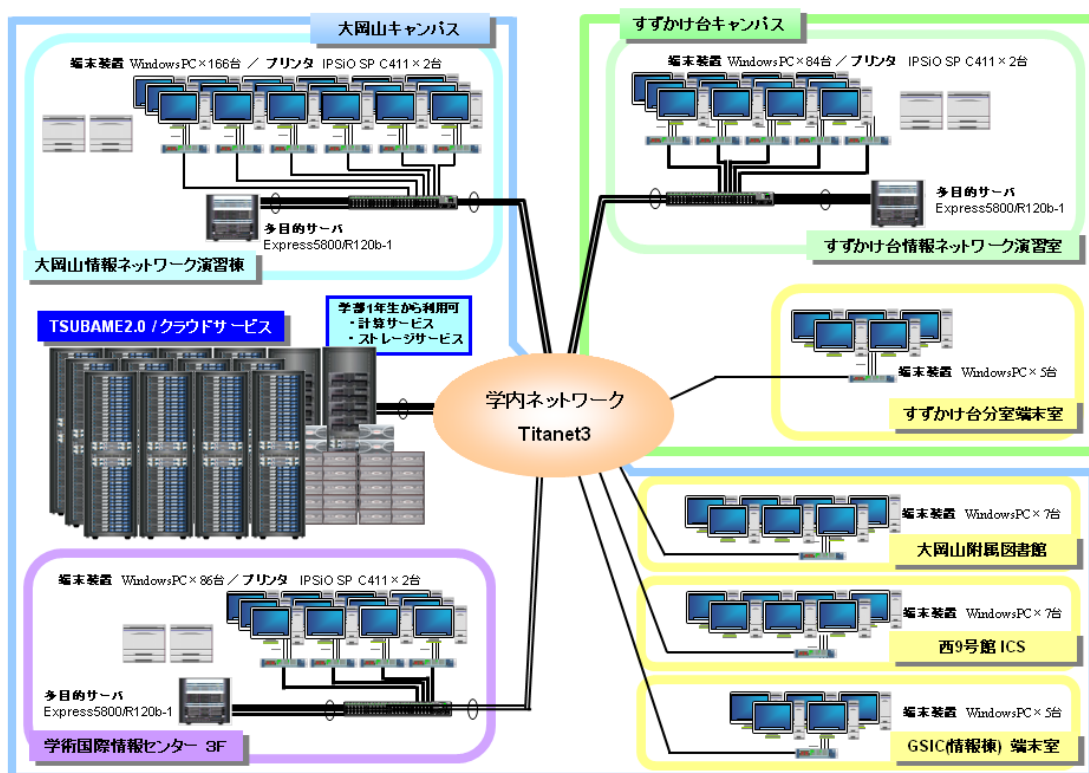 大岡山キャンパス
端末装置 WindowsPC×166台 / プリンタ IPSiO SP C411×2台
多目的サーバ
Express5800/R120b-1
大岡山情報ネットワーク演習棟
すずかけ台キャンパス
端末装置 WindowsPC×84台/プリンタ IPSiO SP C411×2台
多目的サーバ
Express5800/R120b-1
すずかけ台情報ネットワーク演習室
TSUBAME2.0 /クラウドサービス
学部1年生から利用可
・計算サービス
・ストレージサービス
学内ネットワーク
Titanet3
端末装置 WindowsPC×5台
すずかけ台分室端末室
端末装置 WindowsPC×7台
大岡山附属図書館
端末装置 WindowsPC×7台
西9号館 ICS
端末装置 WindowsPC×5台
GSIC(情報棟) 端末室
端末装置 WindowsPC×86台/プリンタ IPSiO SP C411×2台
多目的サーバ
Express5800/R120b-1
学術国際情報センター 3F